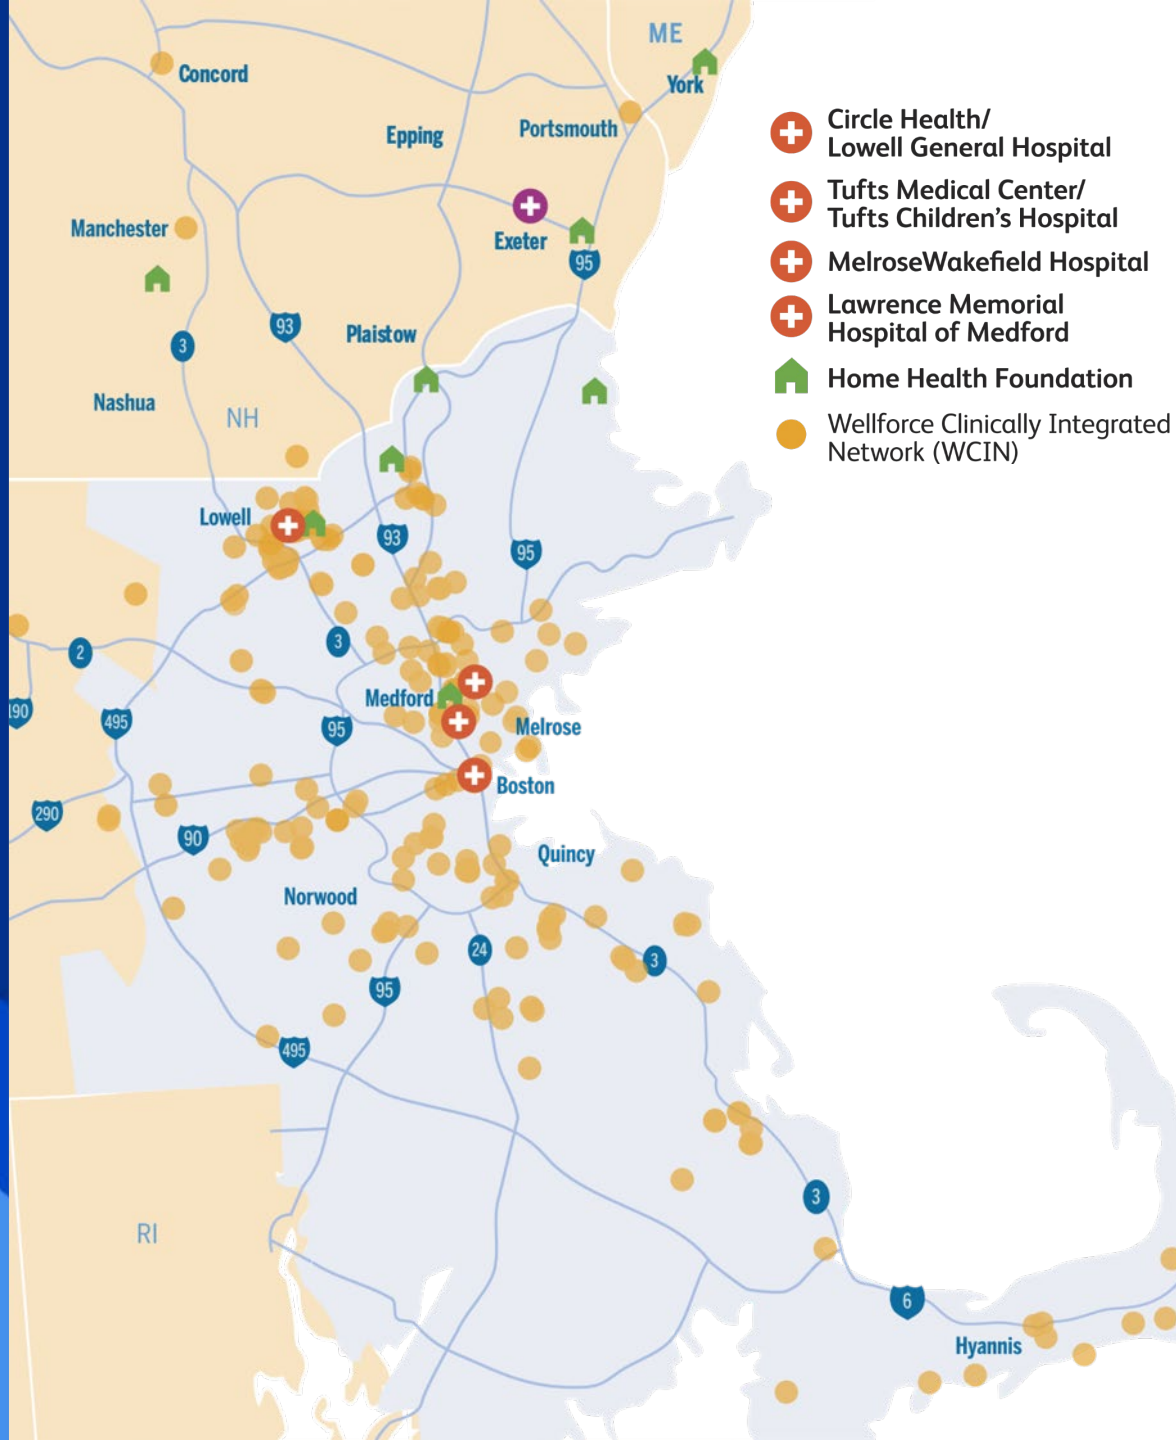 ME
York
Concord
Portsmouth
Epping
Circle Health/
Lowell General Hospital
Tufts Medical Center/
Tufts Children's Hospital
MelroseWakefield Hospital
Lawrence Memorial
Hospital of Medford
Home Health Foundation
Wellforce Clinically Integrated
Network (WCIN)
Manchester
Exeter
95
93
3
Plaistow
Nashua
NH
Lowell
93
95
3
2
190
495
Medford
95
Melrose
Boston
290
90
Quincy
Norwood
24
3
95
495
3
RI
6
Hyannis